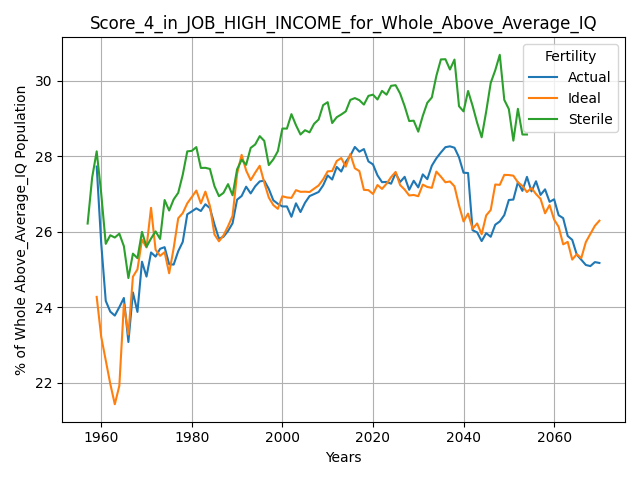 Score_4_in_JOB_HIGH_INCOME_for_Whole_Above_Average_IQ
% of Whole Above_Average_IQ Population
30
28
26
24
22
Fertility
Actual
Ideal
Sterile
1960 1980 2000 2020 2040 2060
Years